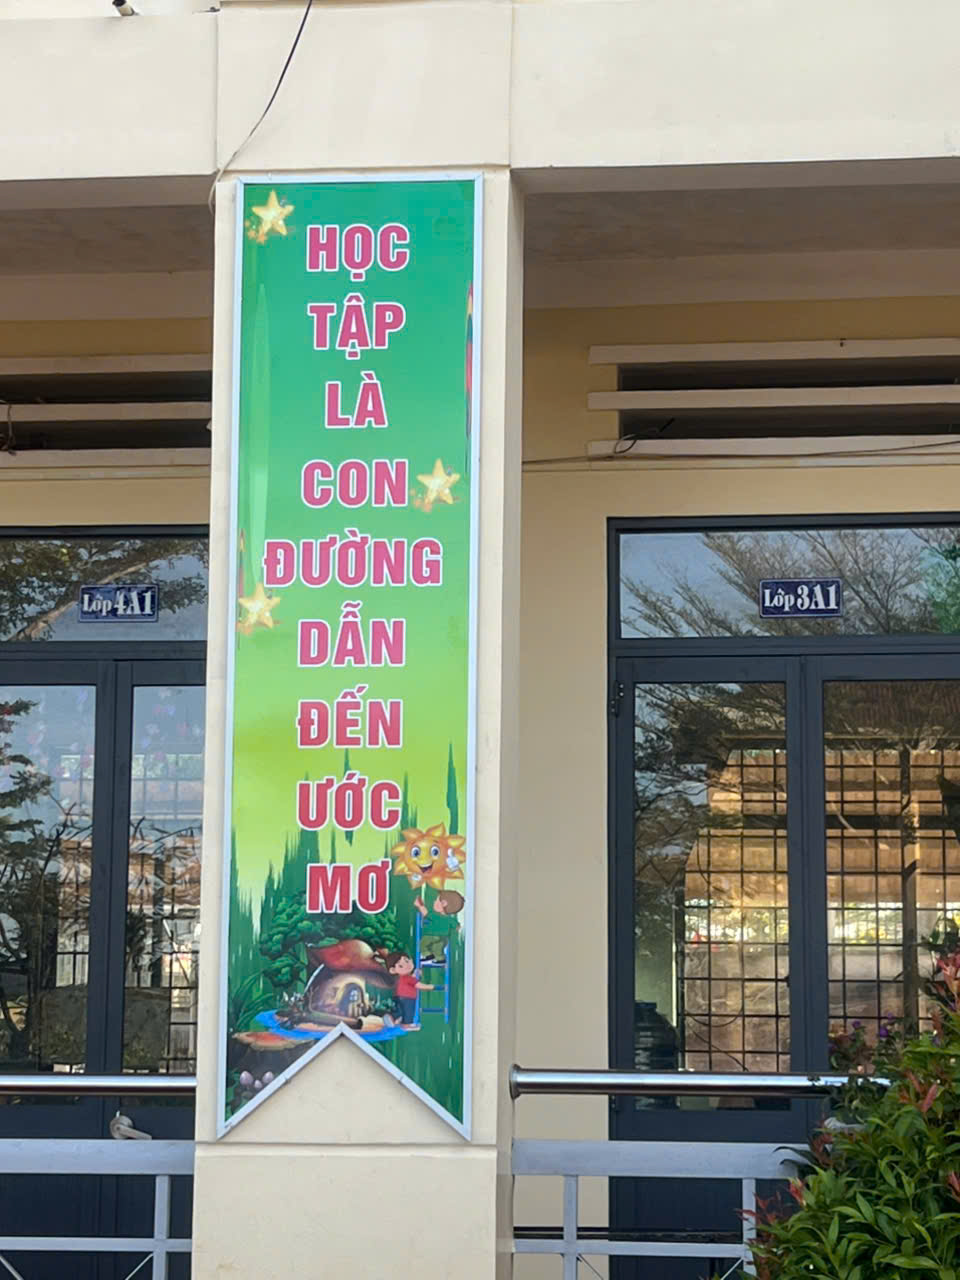 HỌC
TẬP
LÀ
CON
ĐƯỜNG
DẪN
ĐẾN
ƯỚC
MƠ
Lớp 4A1
Lớp 3A1